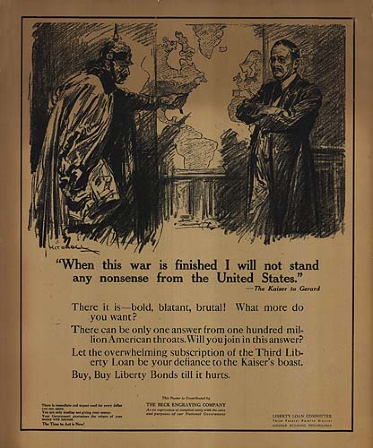 "When this war is finished I will not stand
any nonsense from the United States."
—The Kaiser to Gerard
There it is—bold, blatant, brutal! What more do
you want?
There can be only one answer from one hundred mil-
lion American throats. Will you join in this answer?
Let the overwhelming subscription of the Third Lib-
erty Loan be your defiance to the Kaiser's boast.
Buy, Buy Liberty Bonds till it hurts.
This Poster is Contributed by
THE BECK ENGRAVING COMPANY
The Time to Act is Now!
LIBERTY LOAN COMMITTEE